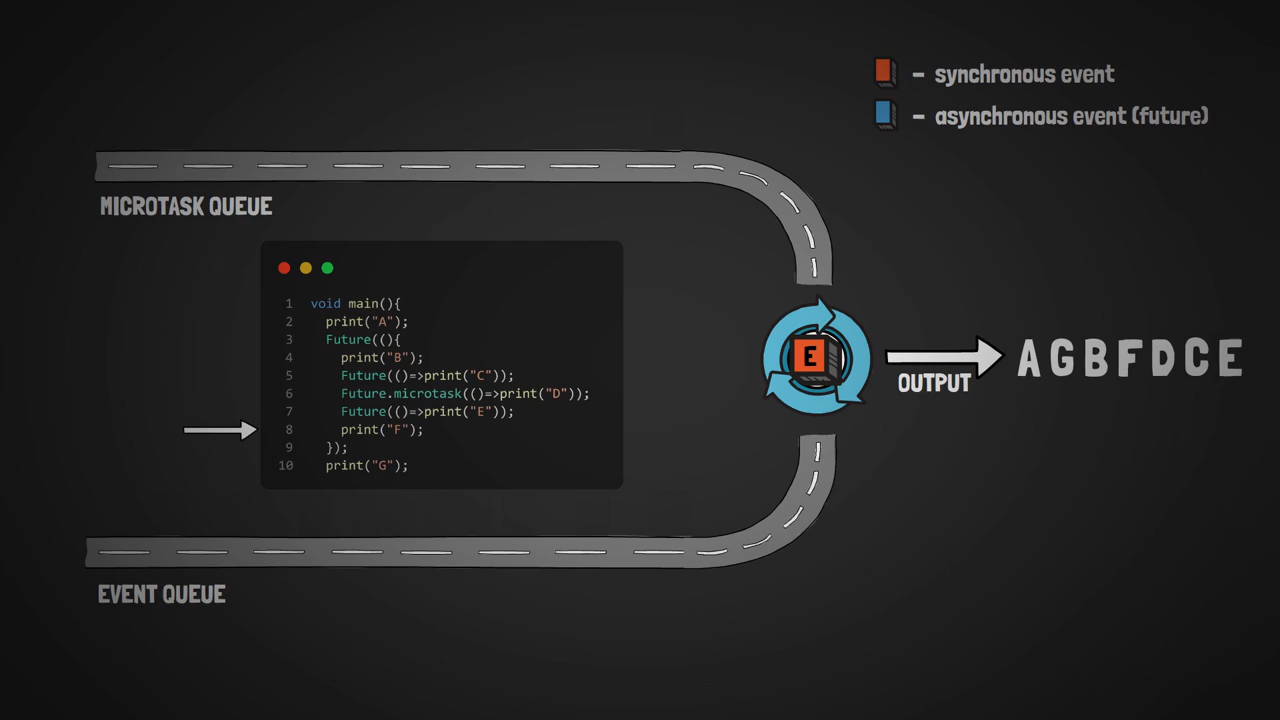 - synchronous event
- asynchronous event (future)
MICROTASK QUEUE
1 void main(){
2 print("A");
3 Future((){
4 print("B");
5 Future(()=>print("C"));
6 Future.microtask(()=>print("D"));
7 Future(()=>print("E"));
8 print("F");
9 });
10 print("G");
E
OUTPUT
A G B F D C E
EVENT QUEUE